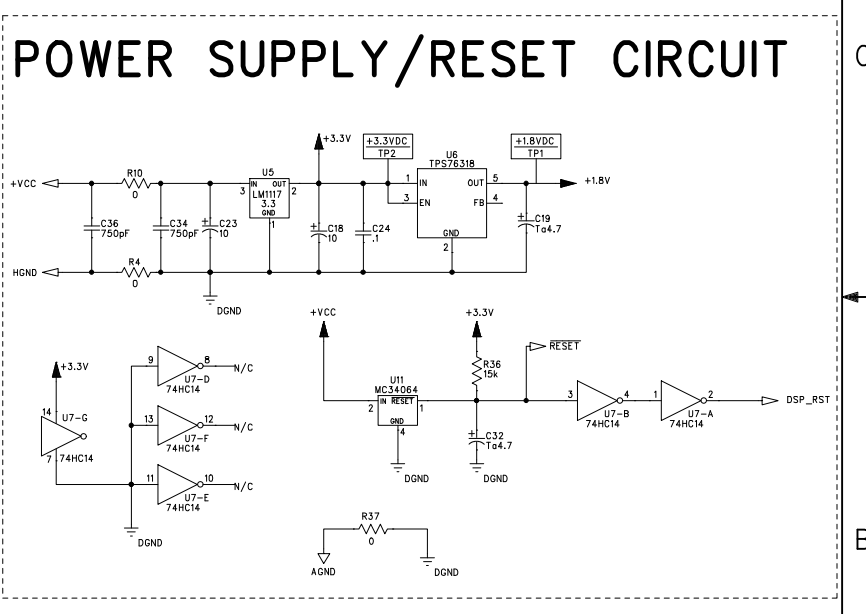 POWER SUPPLY/RESET CIRCUIT
C
+3.3V
+3.3VDC
TP2
U6
TPS76318
+1.8VDC
TP1
+VCC
R10
0
U5
3 IN OUT 2
LM1117
3.3
GND
1
1 IN
OUT 5
+1.8V
3 EN
FB 4
GND
2
C36
750pF
C34
750pF
+ C23
10
+ C18
10
C24
.1
+ C19
Ta4.7
HGND
R4
0
DGND
+VCC
+3.3V
RESET
R36
15k
U11
MC34064
2 IN RESET 1
GND
4
+ C32
Ta4.7
DGND
DGND
3 4
U7-B
74HC14
1 2
U7-A
74HC14
DSP_RST
+3.3V
14 U7-G
7 74HC14
9 8 N/C
U7-D
74HC14
13 12 N/C
U7-F
74HC14
11 10 N/C
U7-E
74HC14
DGND
R37
0
AGND
DGND
B